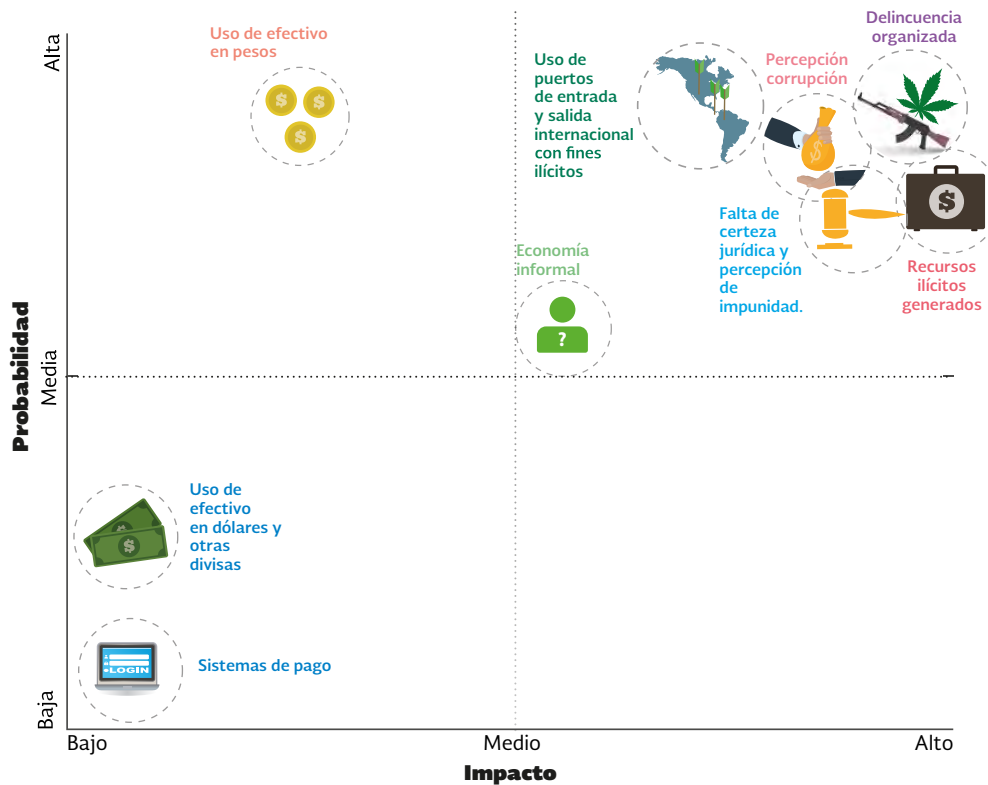 Delincuencia
organizada
Uso de efectivo
en pesos
Alta
$
$
$
Uso de
puertos
de entrada
y salida
internacional
con fines
ilícitos
Percepción
corrupción
$
$
Falta de
certeza
jurídica y
percepción
de
impunidad.
Recursos
ilícitos
generados
Economía
informal
?
Probabilidad
Media
Uso de
efectivo
en dólares y
otras
divisas
$
$
LOGIN
Sistemas de pago
Baja
Bajo
Medio
Alto
Impacto